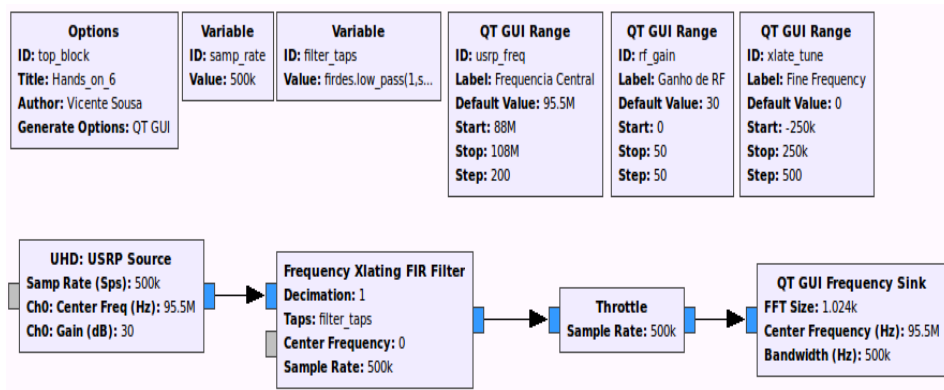 Options
ID: top_block
Title: Hands_on_6
Author: Vicente Sousa
Generate Options: QT GUI
Variable
ID: samp_rate
Value: 500k
Variable
ID: filter_taps
Value: firdes.low_pass(1,s...
QT GUI Range
ID: usrp_freq
Label: Frequencia Central
Default Value: 95.5M
Start: 88M
Stop: 108M
Step: 200
QT GUI Range
ID: rf_gain
Label: Ganho de RF
Default Value: 30
Start: 0
Stop: 50
Step: 50
QT GUI Range
ID: xlate_tune
Label: Fine Frequency
Default Value: 0
Start: -250k
Stop: 250k
Step: 500
UHD: USRP Source
Samp Rate (Sps): 500k
Ch0: Center Freq (Hz): 95.5M
Ch0: Gain (dB): 30
Frequency Xlating FIR Filter
Decimation: 1
Taps: filter_taps
Center Frequency: 0
Sample Rate: 500k
Throttle
Sample Rate: 500k
QT GUI Frequency Sink
FFT Size: 1.024k
Center Frequency (Hz): 95.5M
Bandwidth (Hz): 500k